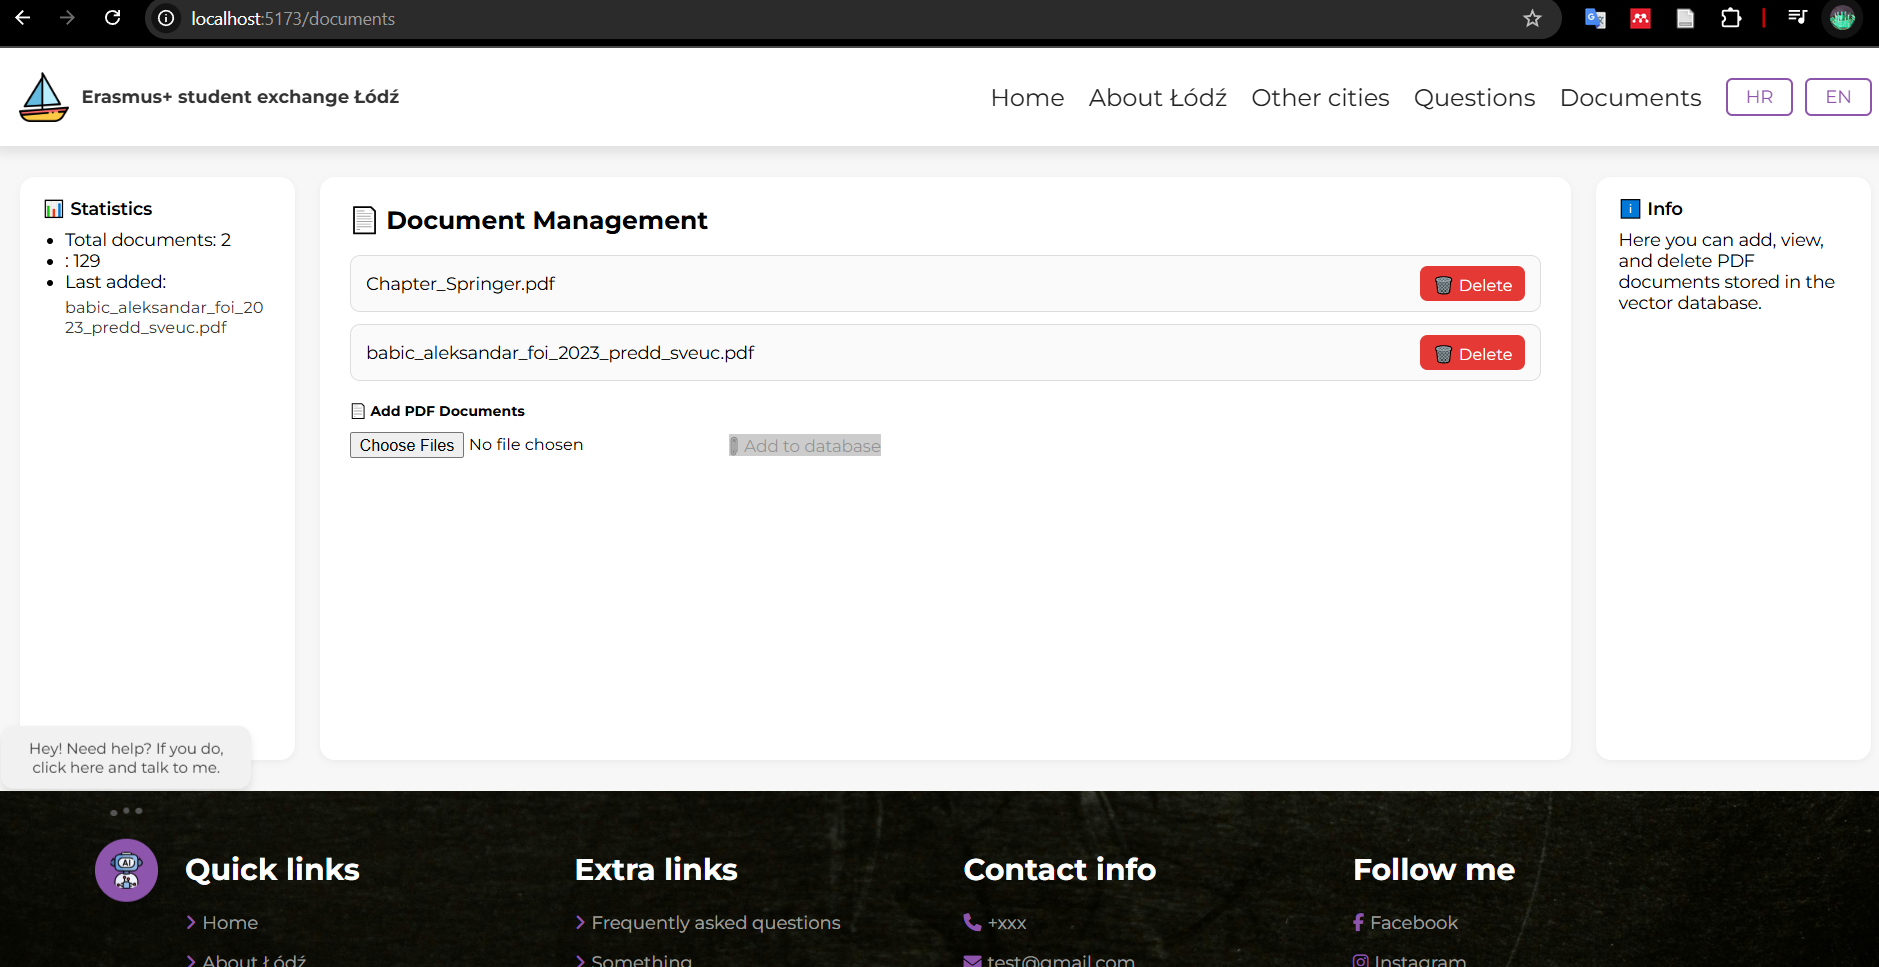 localhost:5173/documents
Erasmus+ student exchange Łódź
Home
About Łódź
Other cities
Questions
Documents
HR
EN
Statistics
Total documents: 2
: 129
Last added:
babic_aleksandar_foi_20
23_predd_sveuc.pdf
Document Management
Chapter_Springer.pdf
Delete
babic_aleksandar_foi_2023_predd_sveuc.pdf
Delete
Add PDF Documents
Choose Files No file chosen
Add to database
Info
Here you can add, view,
and delete PDF
documents stored in the
vector database.
Hey! Need help? If you do,
click here and talk to me.
AI
Quick links
Home
About Łódź
Extra links
Frequently asked questions
Something
Contact info
+xxx
test@gmail.com
Follow me
Facebook
Instagram